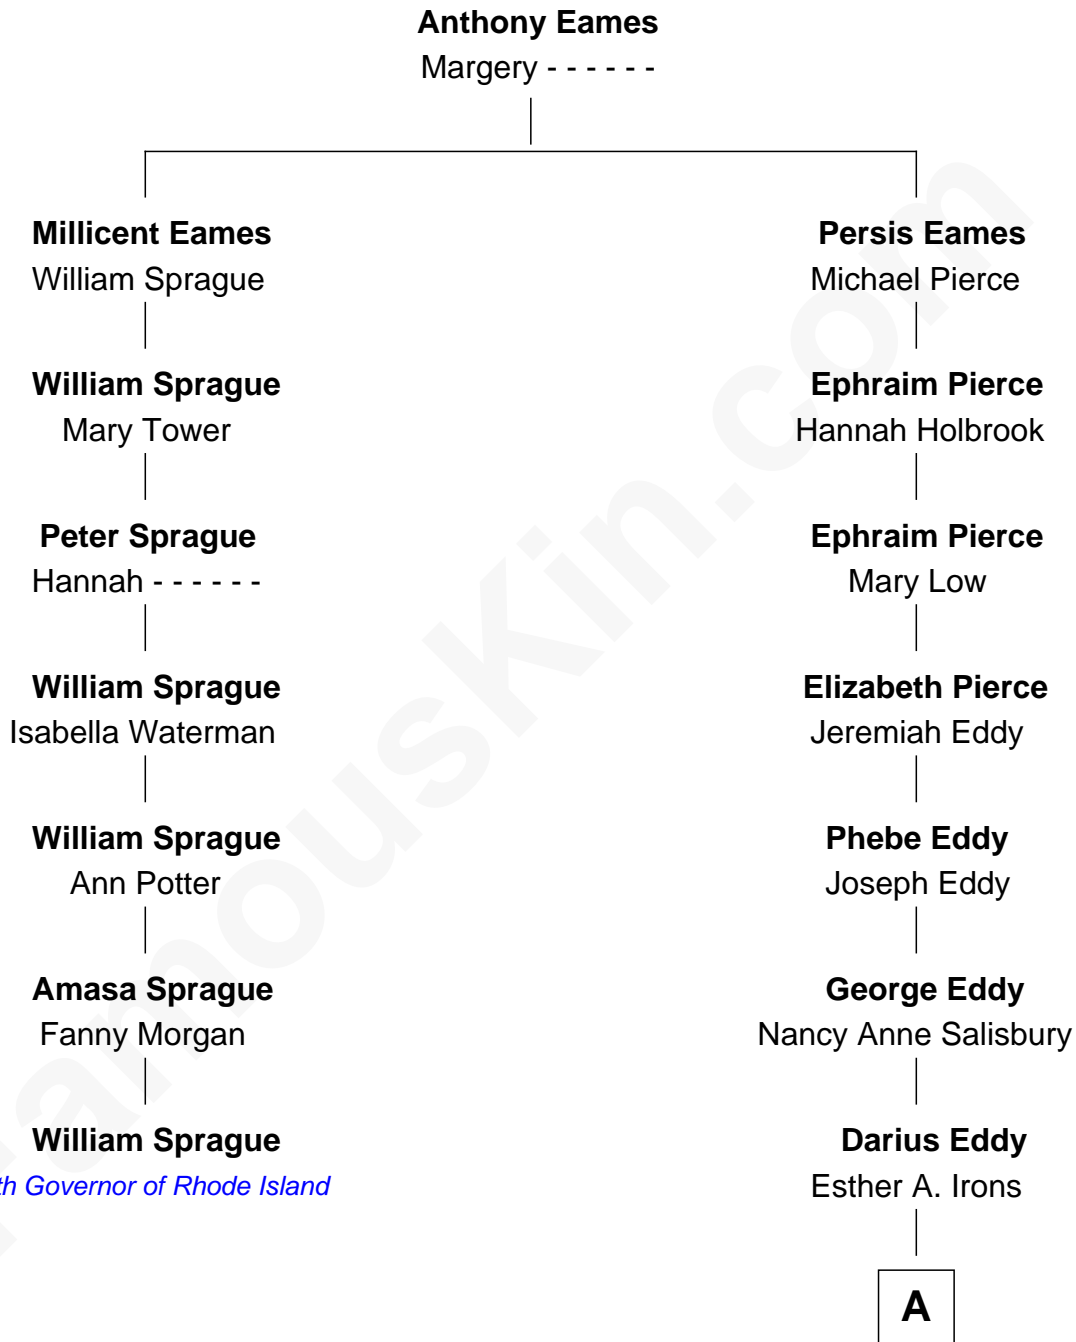 Anthony Eames
Margery - - - - - -
Millicent Eames
William Sprague
Persis Eames
Michael Pierce
William Sprague
Mary Tower
Ephraim Pierce
Hannah Holbrook
Peter Sprague
Hannah - - - - - -
Ephraim Pierce
Mary Low
William Sprague
Isabella Waterman
Elizabeth Pierce
Jeremiah Eddy
William Sprague
Ann Potter
Phebe Eddy
Joseph Eddy
Amasa Sprague
Fanny Morgan
George Eddy
Nancy Anne Salisbury
William Sprague
th Governor of Rhode Island
Darius Eddy
Esther A. Irons
A
FamousKin.com